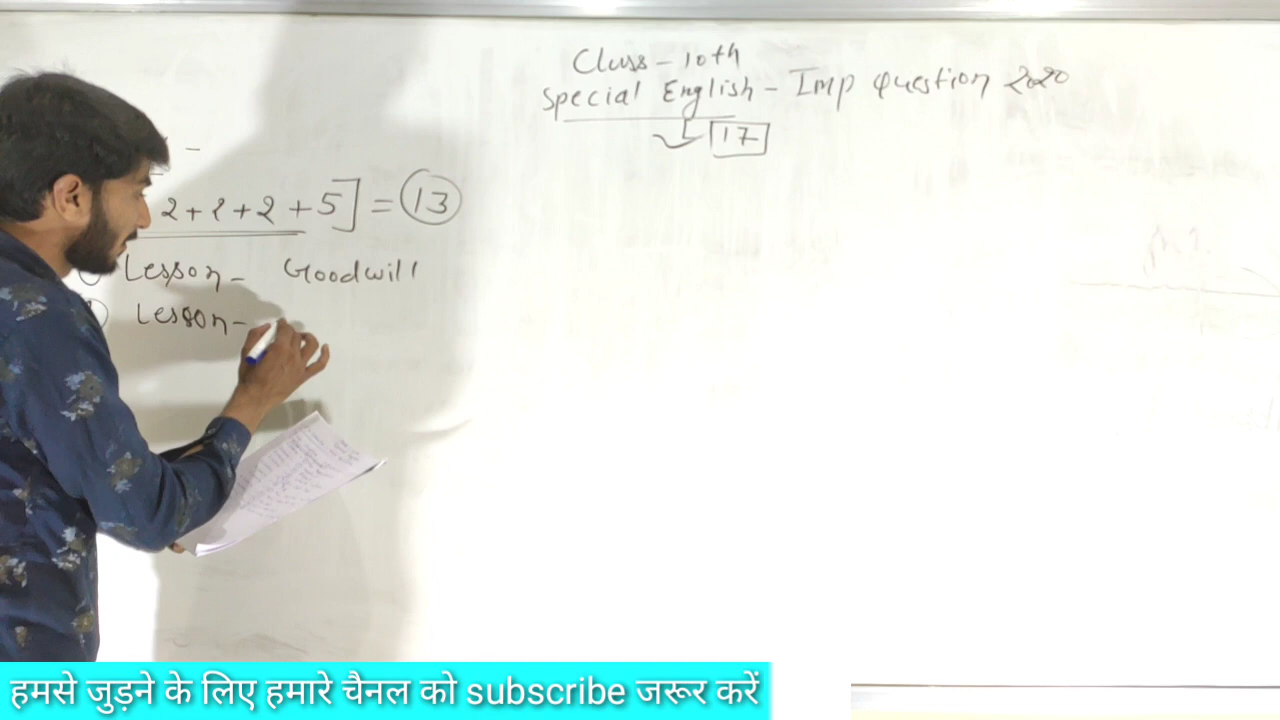 Class - 10th
Special English - Imp question 2020
17
2+1+2+5] = 13
Lesson - Goodwill
Lesson -
हमसे जुड़ने के लिए हमारे चैनल को subscribe जरूर करें